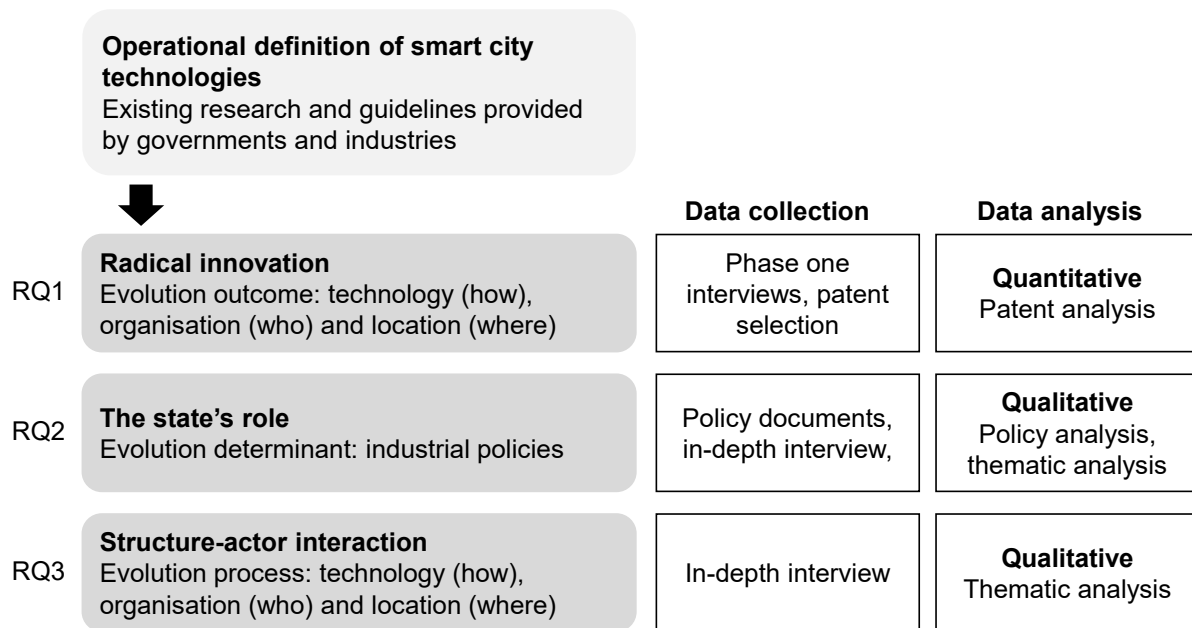 Operational definition of smart city
technologies
Existing research and guidelines provided
by governments and industries
Data collection
Data analysis
RQ1
Radical innovation
Evolution outcome: technology (how),
organisation (who) and location (where)
Phase one
interviews, patent
selection
Quantitative
Patent analysis
RQ2
The state’s role
Evolution determinant: industrial policies
Policy documents,
in-depth interview,
Qualitative
Policy analysis,
thematic analysis
RQ3
Structure-actor interaction
Evolution process: technology (how),
organisation (who) and location (where)
In-depth interview
Qualitative
Thematic analysis